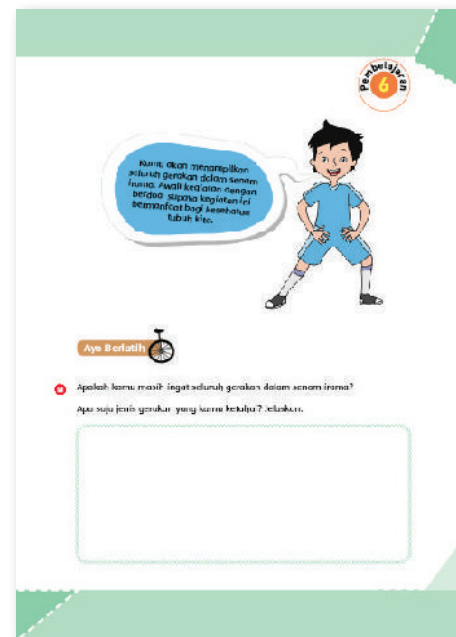 Pembelajaran
6
Kamu akan menampilkan
seluruh gerakan dalam senam
irama. Awali kegiatan dengan
berdoa supaya kegiatan ini
bermanfaat bagi kesehatan
tubuh kita.
Ayo Berlatih
Apakah kamu masih ingat seluruh gerakan dalam senam irama?
Apa saja jenis gerakan yang kamu ketahui? Jelaskan.